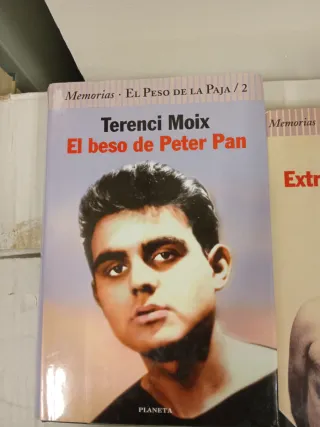 Memorias · EL PESO DE LA PAJA / 2
Terenci Moix
El beso de Peter Pan
PLANETA
Memorias
Extr